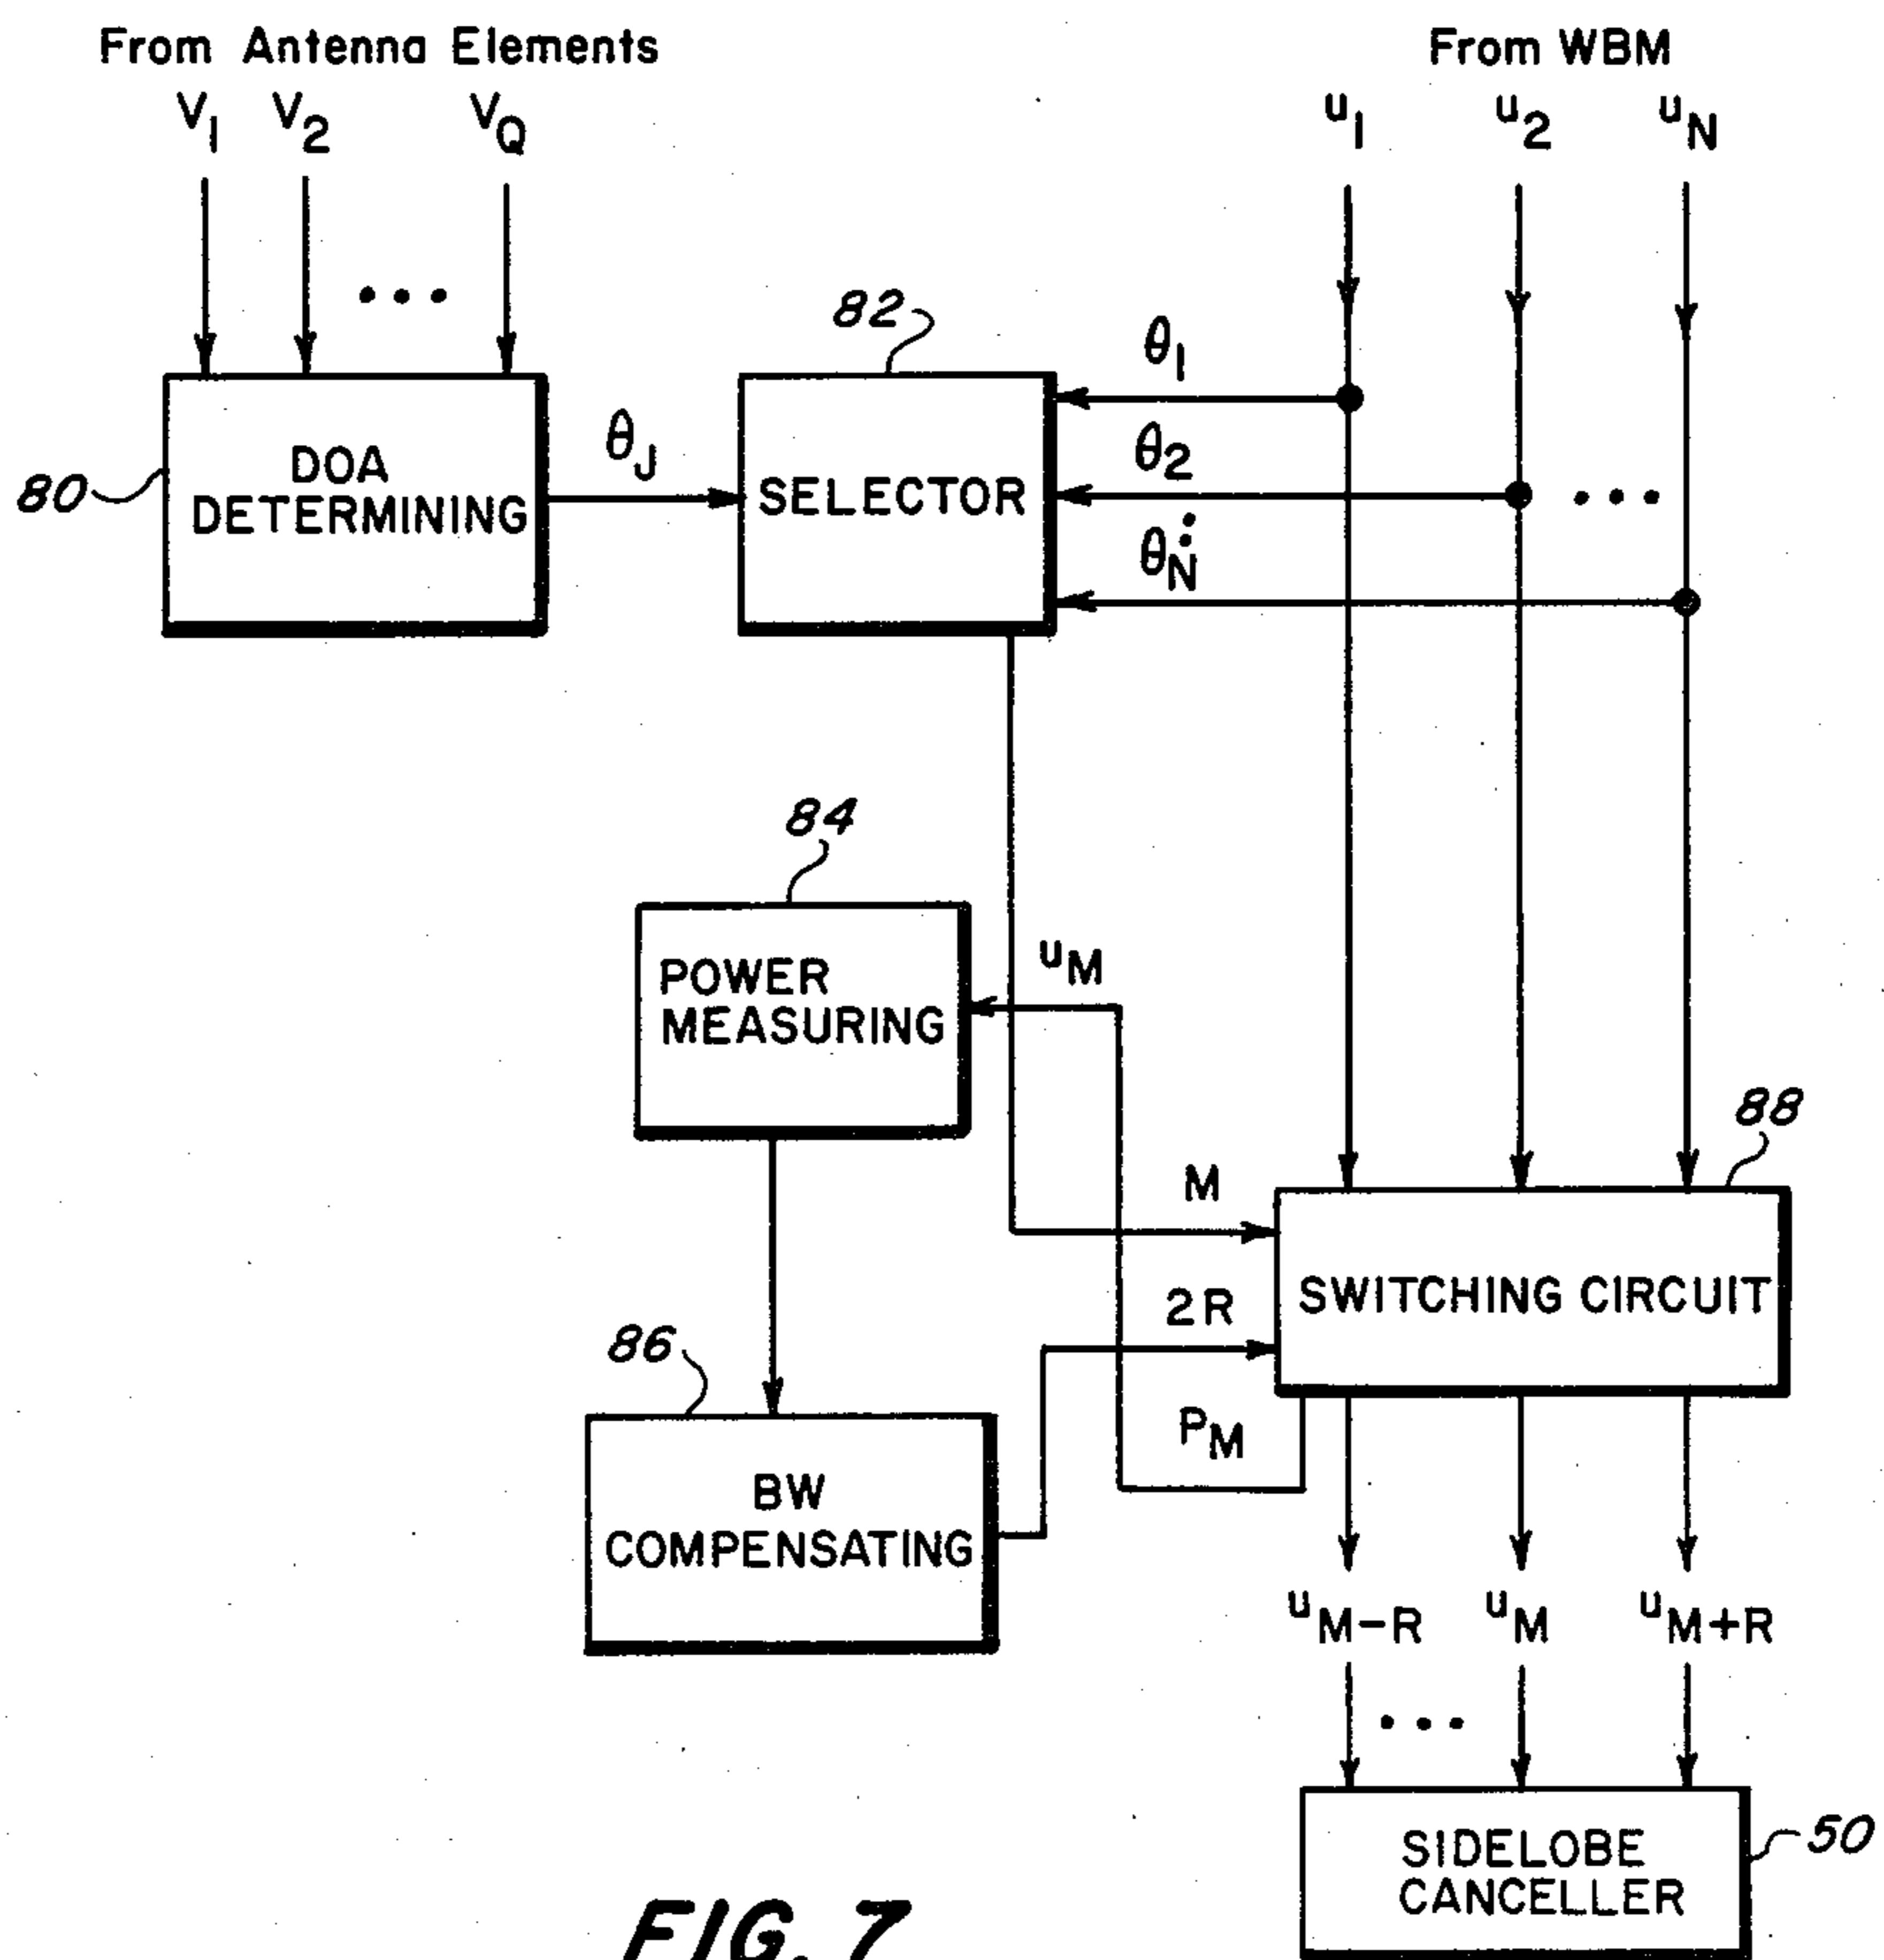 From Antenna Elements
From WBM
V1 V2 VQ
u1 u2 uN
82
θ1
80
DOA
DETERMINING
θJ
SELECTOR
θ2
θN
84
POWER
MEASURING
uM
88
M
SWITCHING CIRCUIT
2R
86
PM
BW
COMPENSATING
uM-R uM uM+R
SIDELOBE
CANCELLER
50
FIG. 7